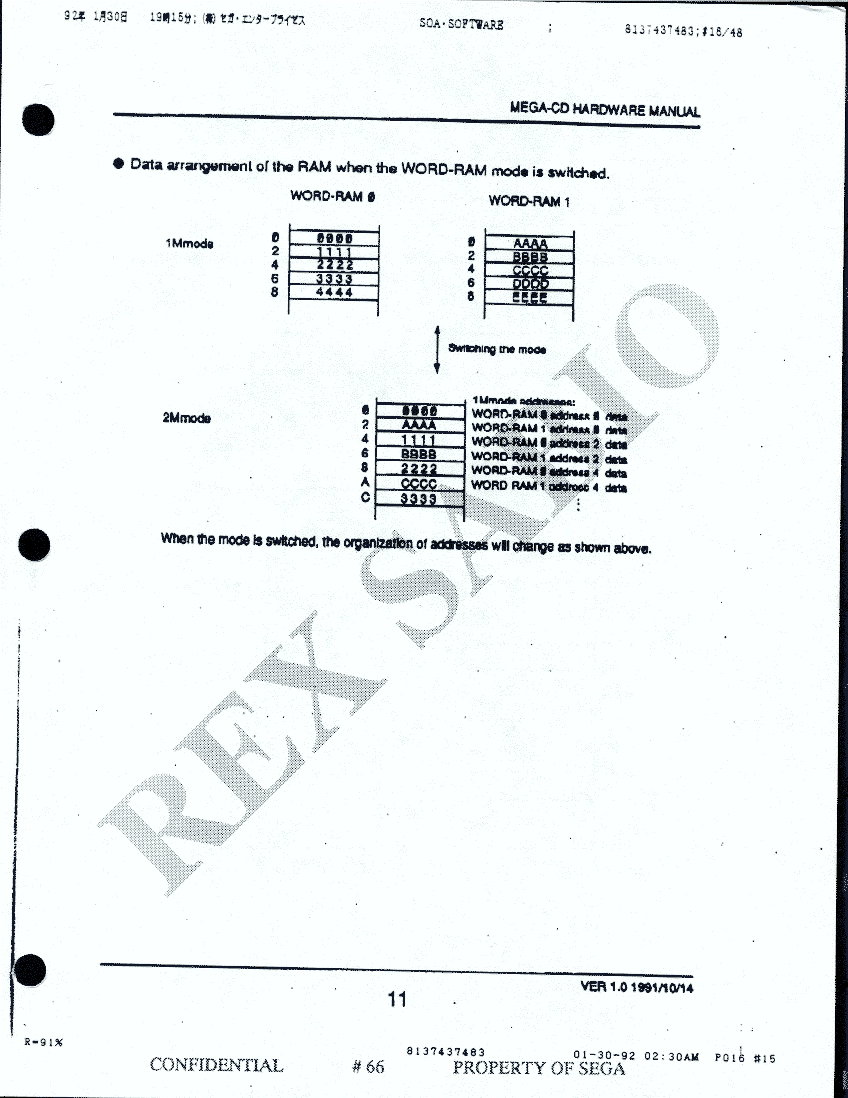 92年 1月30日 19時15分; (株) セガ・エンタープライゼス SOA・SOFTWARE ; 8137437483;#16/48
MEGA-CD HARDWARE MANUAL
● Data arrangement of the RAM when the WORD-RAM mode is switched.
WORD-RAM 0 WORD-RAM 1
1Mmode
0 0000 0 AAAA
2 1111 2 BBBB
4 2222 4 CCCC
6 3333 6 DDDD
8 4444 8 EEEE
Switching the mode
2Mmode
1Mmode addresses:
0 0000 WORD-RAM 0 address 0 data
2 AAAA WORD-RAM 1 address 0 data
4 1111 WORD-RAM 0 address 2 data
6 BBBB WORD-RAM 1 address 2 data
8 2222 WORD-RAM 0 address 4 data
A CCCC WORD RAM 1 address 4 data
C 3333 ⋮
When the mode is switched, the organization of addresses will change as shown above.
REX SABIO
VER 1.0 1991/10/14
11
R=91%
8137437483 01-30-92 02:30AM P016 #15
CONFIDENTIAL #66 PROPERTY OF SEGA